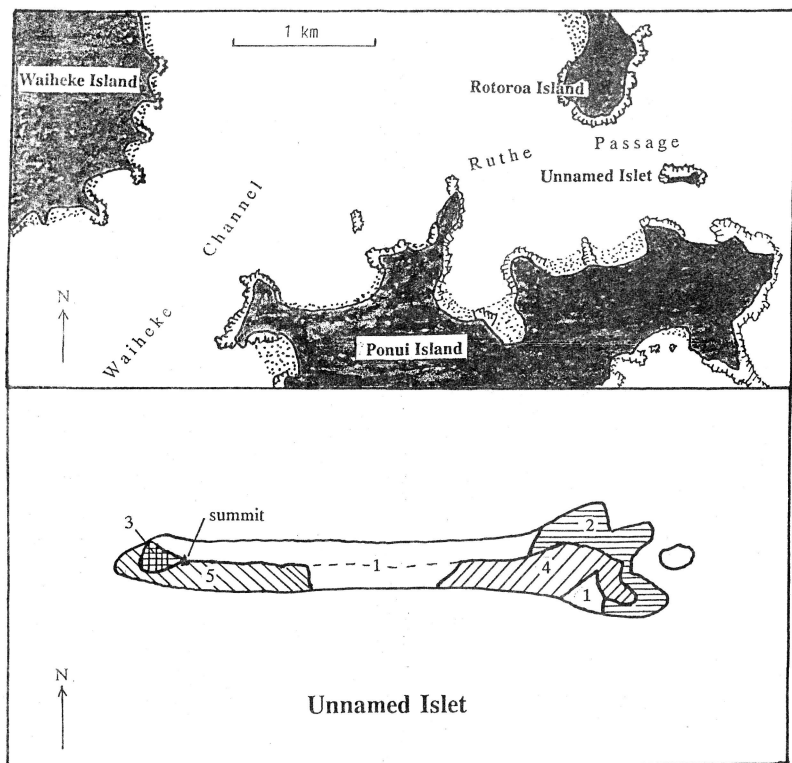 1 km
Waiheke Island
Rotoroa Island
Ruthe Passage
Unnamed Islet
Waiheke Channel
N
Ponui Island
3
summit
2
1
4
5
1
N
Unnamed Islet